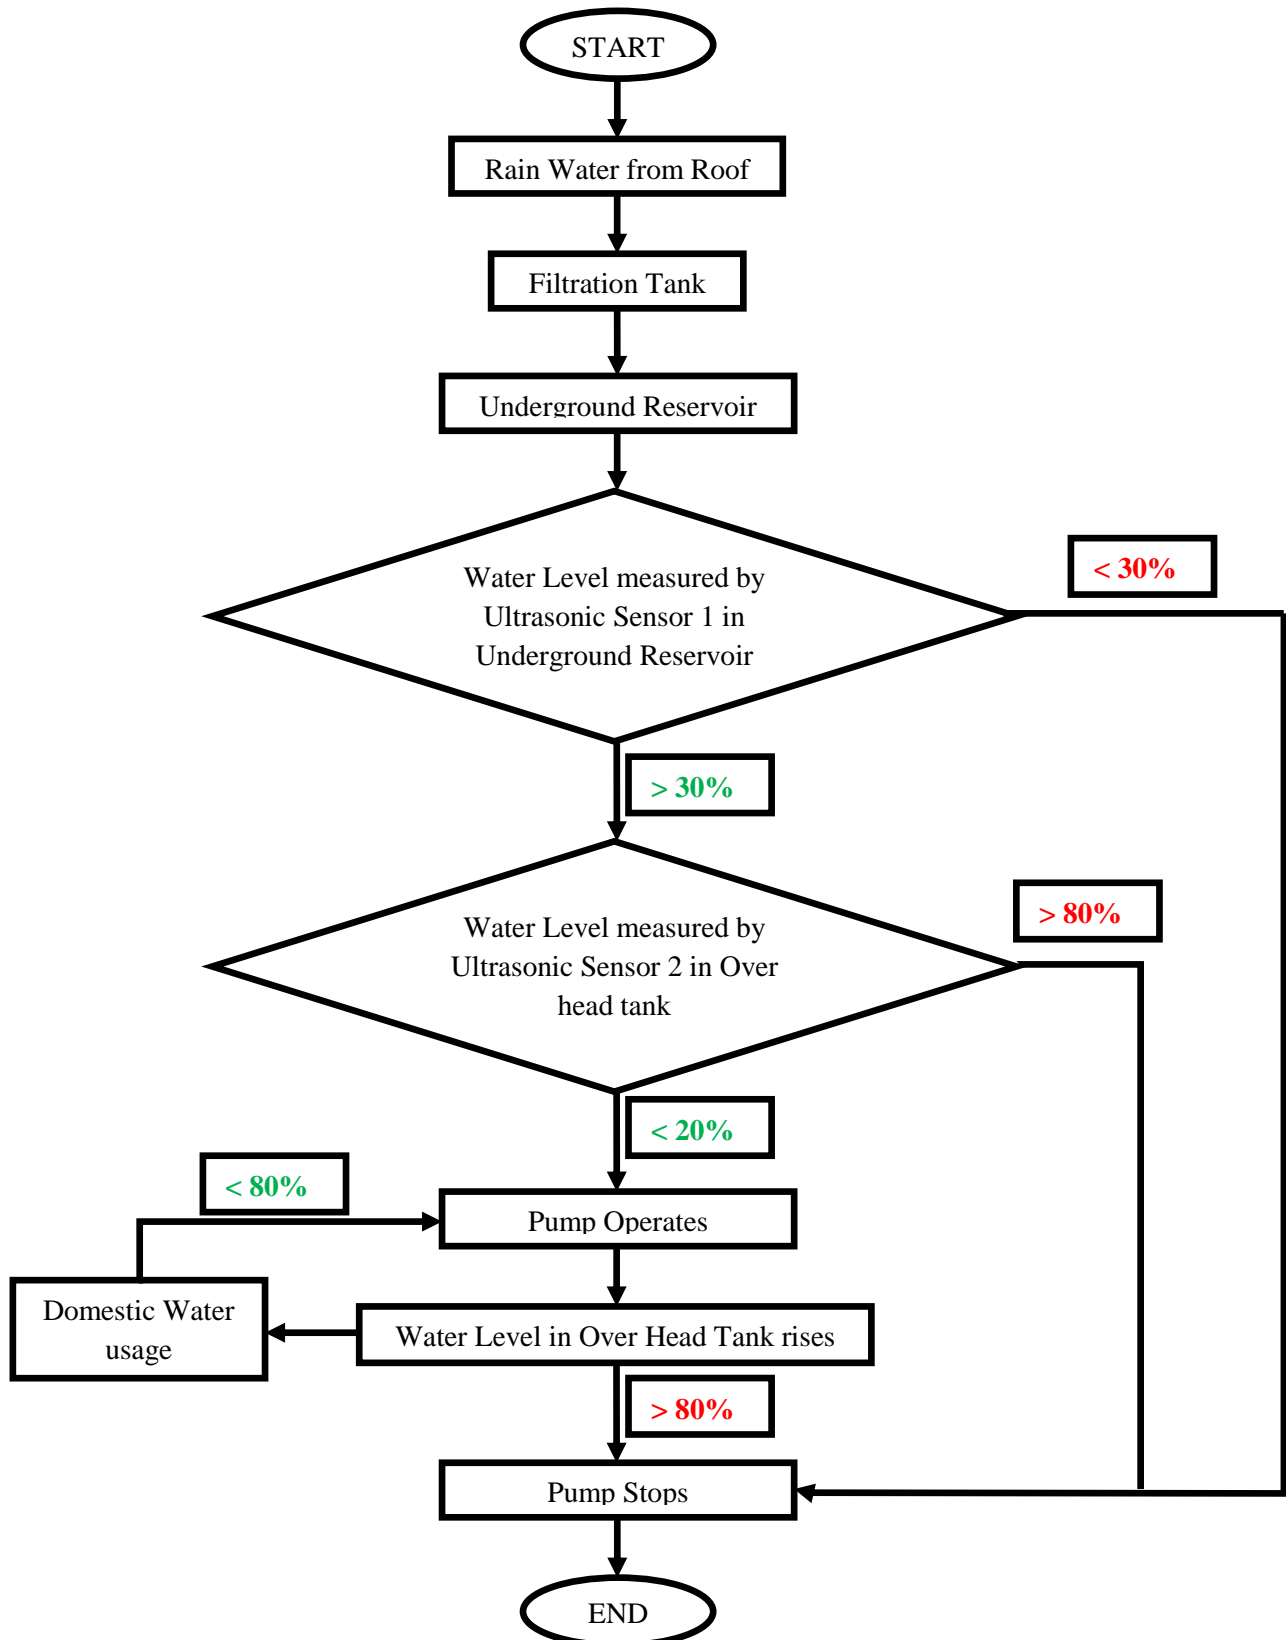 START
Rain Water from Roof
Filtration Tank
Underground Reservoir
Water Level measured by
Ultrasonic Sensor 1 in
Underground Reservoir
< 30%
> 30%
Water Level measured by
Ultrasonic Sensor 2 in Over
head tank
> 80%
< 20%
< 80%
Pump Operates
Domestic Water
usage
Water Level in Over Head Tank rises
> 80%
Pump Stops
END